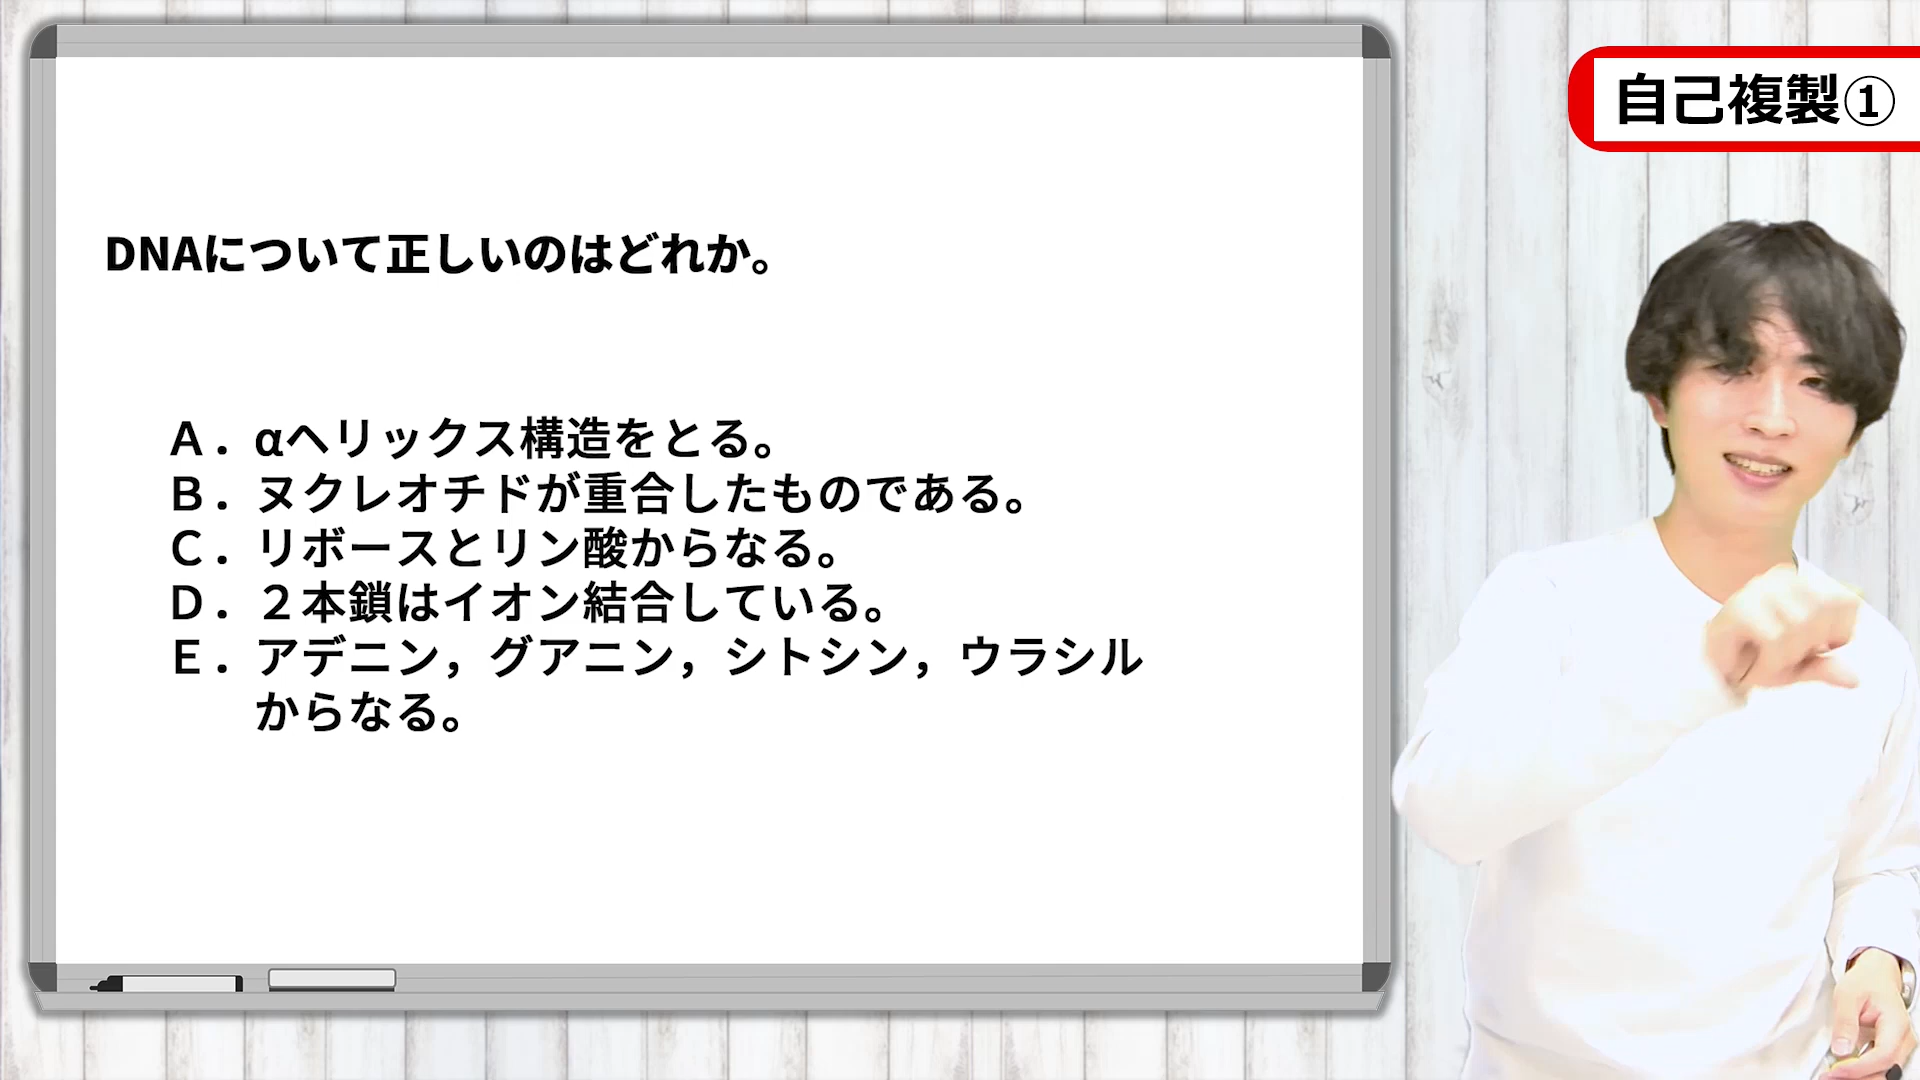 自己複製①
DNAについて正しいのはどれか。
A．αヘリックス構造をとる。
B．ヌクレオチドが重合したものである。
C．リボースとリン酸からなる。
D．２本鎖はイオン結合している。
E．アデニン，グアニン，シトシン，ウラシル
からなる。